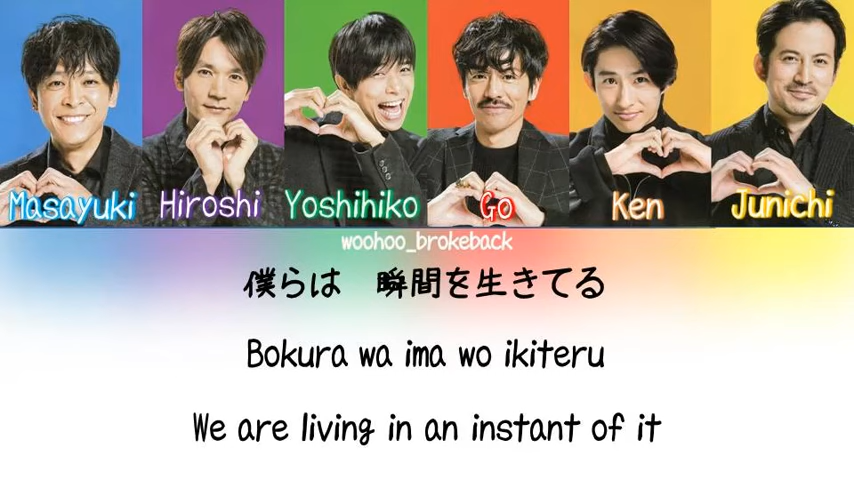 Masayuki Hiroshi Yoshihiko Go Ken Junichi
woohoo_brokeback
僕らは 瞬間を生きてる
Bokura wa ima wo ikiteru
We are living in an instant of it